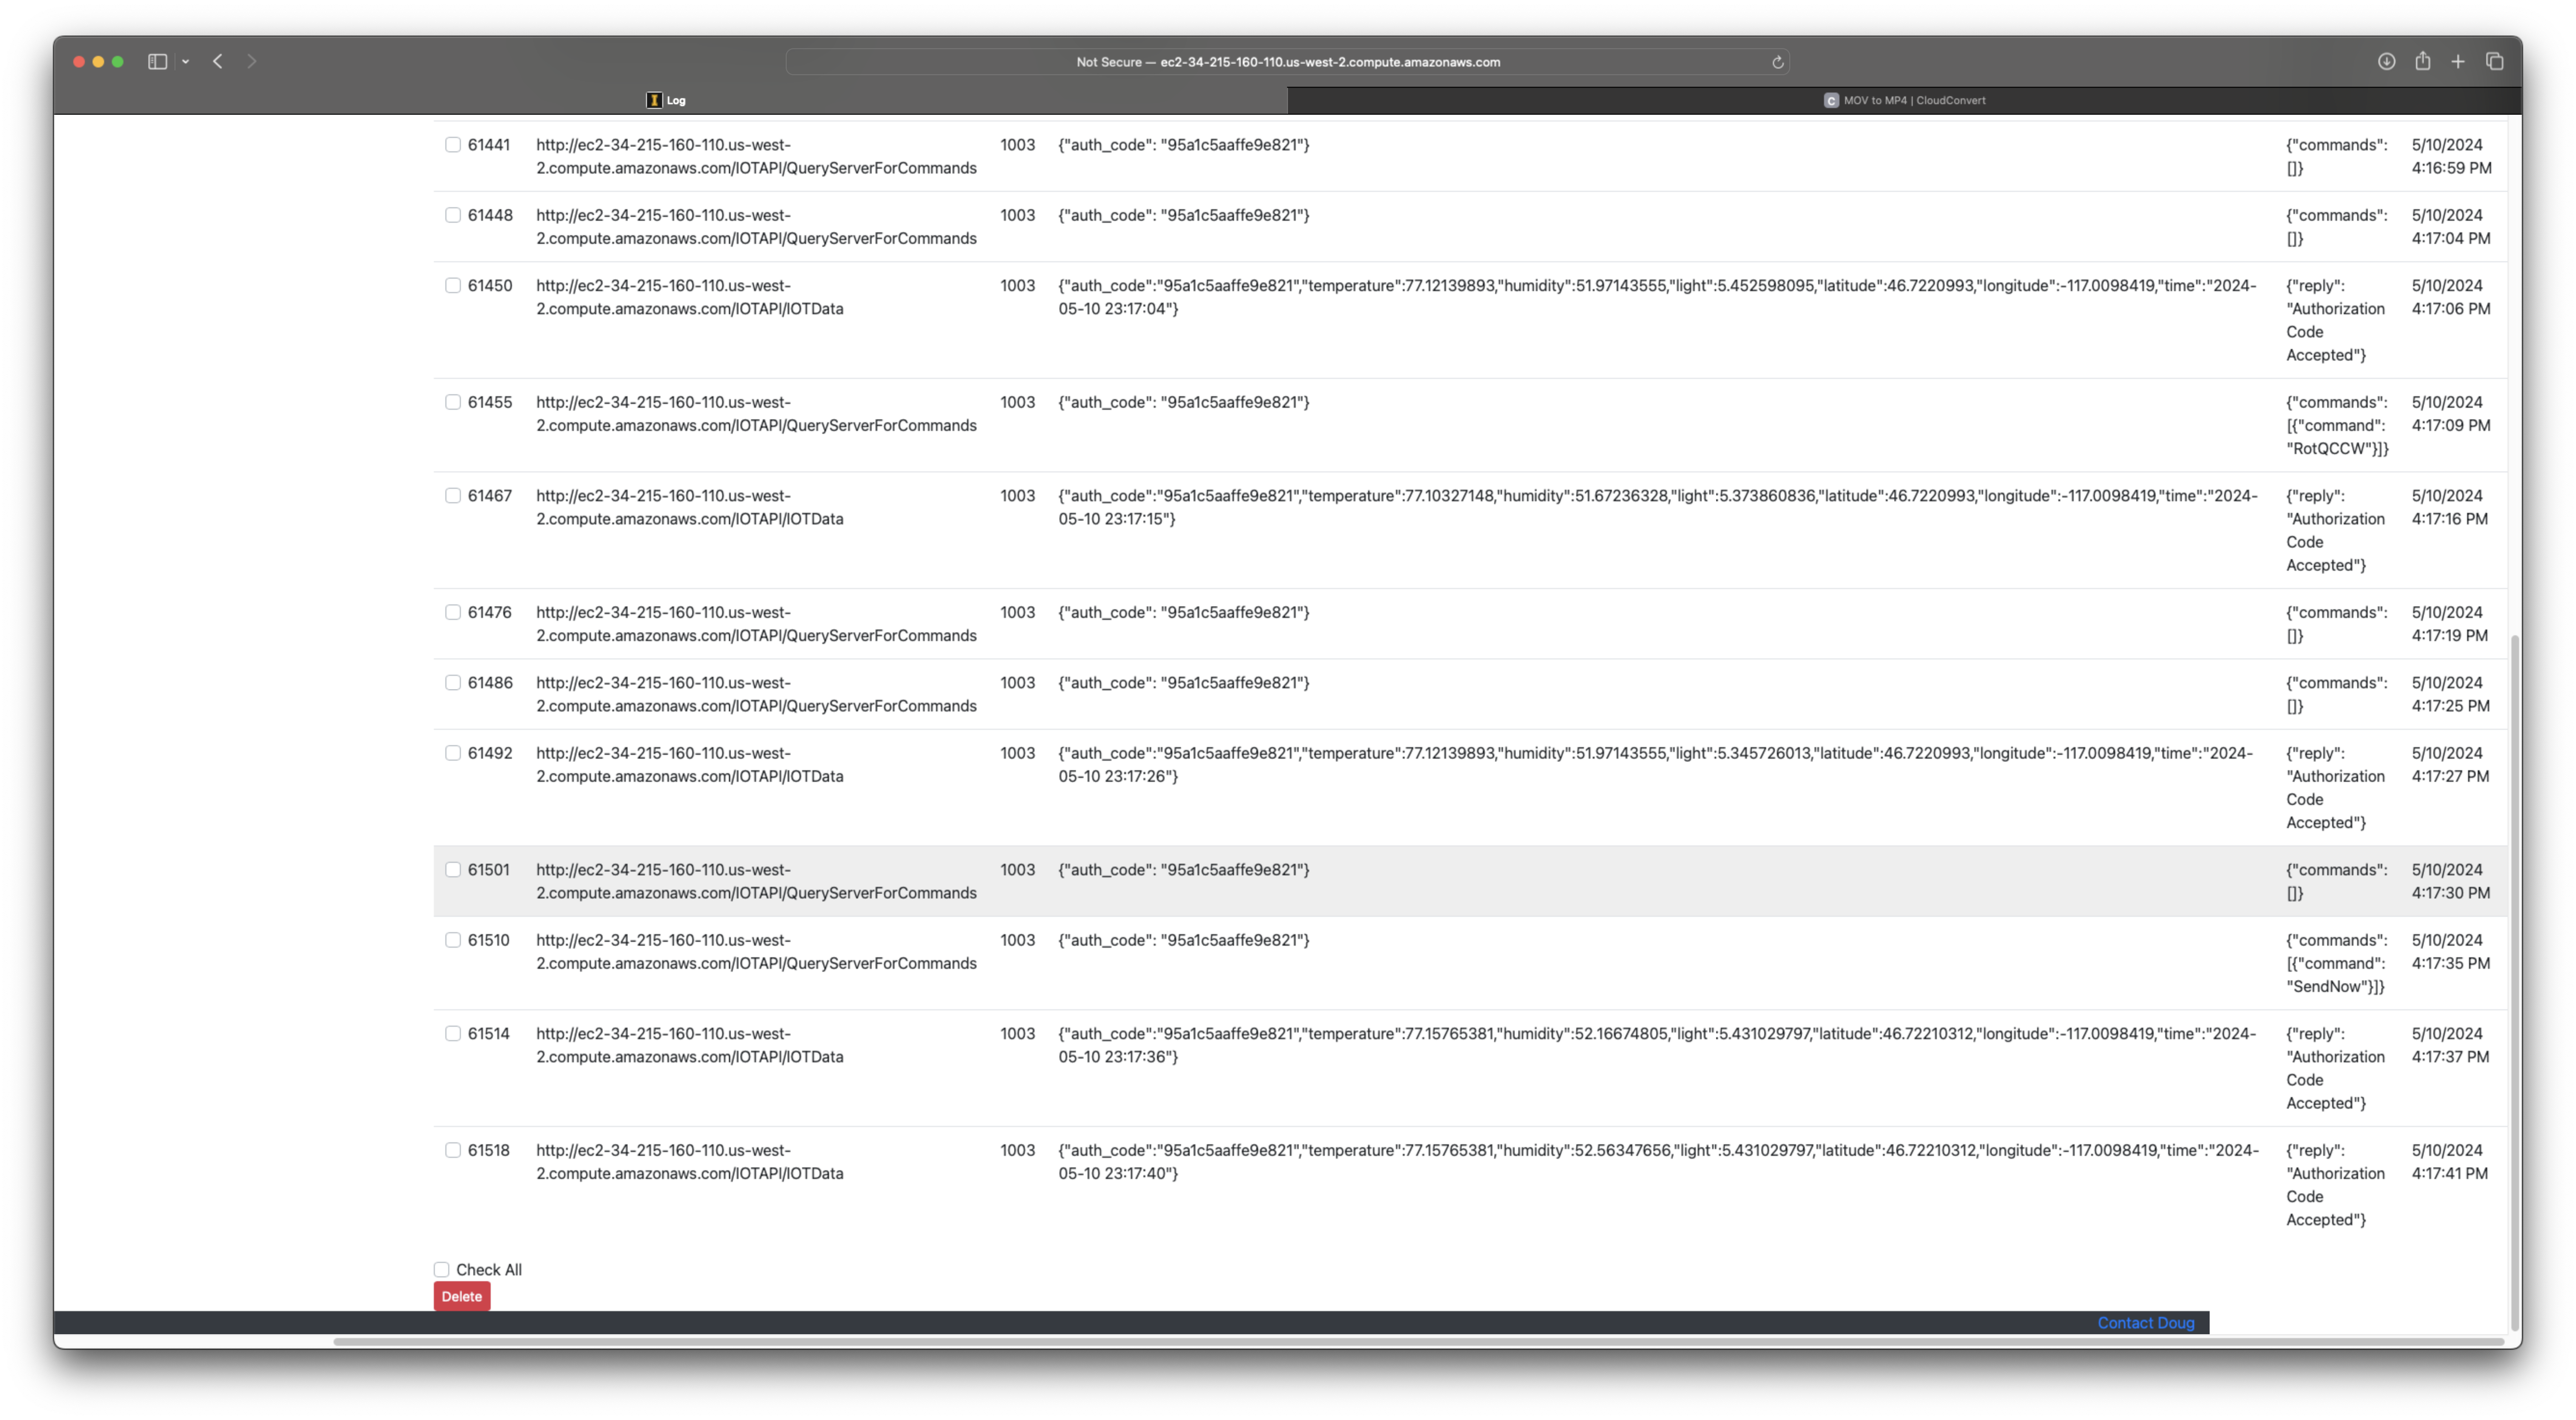 Not Secure — ec2-34-215-160-110.us-west-2.compute.amazonaws.com
Log
MOV to MP4 | CloudConvert
61441 http://ec2-34-215-160-110.us-west- 1003 {"auth_code": "95a1c5aaffe9e821"} {"commands": 5/10/2024
2.compute.amazonaws.com/IOTAPI/QueryServerForCommands []} 4:16:59 PM
61448 http://ec2-34-215-160-110.us-west- 1003 {"auth_code": "95a1c5aaffe9e821"} {"commands": 5/10/2024
2.compute.amazonaws.com/IOTAPI/QueryServerForCommands []} 4:17:04 PM
61450 http://ec2-34-215-160-110.us-west- 1003 {"auth_code":"95a1c5aaffe9e821","temperature":77.12139893,"humidity":51.97143555,"light":5.452598095,"latitude":46.7220993,"longitude":-117.0098419,"time":"2024- {"reply": 5/10/2024
2.compute.amazonaws.com/IOTAPI/IOTData 05-10 23:17:04"} "Authorization 4:17:06 PM
Code
Accepted"}
61455 http://ec2-34-215-160-110.us-west- 1003 {"auth_code": "95a1c5aaffe9e821"} {"commands": 5/10/2024
2.compute.amazonaws.com/IOTAPI/QueryServerForCommands [{"command": 4:17:09 PM
"RotQCCW"}]}
61467 http://ec2-34-215-160-110.us-west- 1003 {"auth_code":"95a1c5aaffe9e821","temperature":77.10327148,"humidity":51.67236328,"light":5.373860836,"latitude":46.7220993,"longitude":-117.0098419,"time":"2024- {"reply": 5/10/2024
2.compute.amazonaws.com/IOTAPI/IOTData 05-10 23:17:15"} "Authorization 4:17:16 PM
Code
Accepted"}
61476 http://ec2-34-215-160-110.us-west- 1003 {"auth_code": "95a1c5aaffe9e821"} {"commands": 5/10/2024
2.compute.amazonaws.com/IOTAPI/QueryServerForCommands []} 4:17:19 PM
61486 http://ec2-34-215-160-110.us-west- 1003 {"auth_code": "95a1c5aaffe9e821"} {"commands": 5/10/2024
2.compute.amazonaws.com/IOTAPI/QueryServerForCommands []} 4:17:25 PM
61492 http://ec2-34-215-160-110.us-west- 1003 {"auth_code":"95a1c5aaffe9e821","temperature":77.12139893,"humidity":51.97143555,"light":5.345726013,"latitude":46.7220993,"longitude":-117.0098419,"time":"2024- {"reply": 5/10/2024
2.compute.amazonaws.com/IOTAPI/IOTData 05-10 23:17:26"} "Authorization 4:17:27 PM
Code
Accepted"}
61501 http://ec2-34-215-160-110.us-west- 1003 {"auth_code": "95a1c5aaffe9e821"} {"commands": 5/10/2024
2.compute.amazonaws.com/IOTAPI/QueryServerForCommands []} 4:17:30 PM
61510 http://ec2-34-215-160-110.us-west- 1003 {"auth_code": "95a1c5aaffe9e821"} {"commands": 5/10/2024
2.compute.amazonaws.com/IOTAPI/QueryServerForCommands [{"command": 4:17:35 PM
"SendNow"}]}
61514 http://ec2-34-215-160-110.us-west- 1003 {"auth_code":"95a1c5aaffe9e821","temperature":77.15765381,"humidity":52.16674805,"light":5.431029797,"latitude":46.72210312,"longitude":-117.0098419,"time":"2024- {"reply": 5/10/2024
2.compute.amazonaws.com/IOTAPI/IOTData 05-10 23:17:36"} "Authorization 4:17:37 PM
Code
Accepted"}
61518 http://ec2-34-215-160-110.us-west- 1003 {"auth_code":"95a1c5aaffe9e821","temperature":77.15765381,"humidity":52.56347656,"light":5.431029797,"latitude":46.72210312,"longitude":-117.0098419,"time":"2024- {"reply": 5/10/2024
2.compute.amazonaws.com/IOTAPI/IOTData 05-10 23:17:40"} "Authorization 4:17:41 PM
Code
Accepted"}
Check All
Delete
Contact Doug